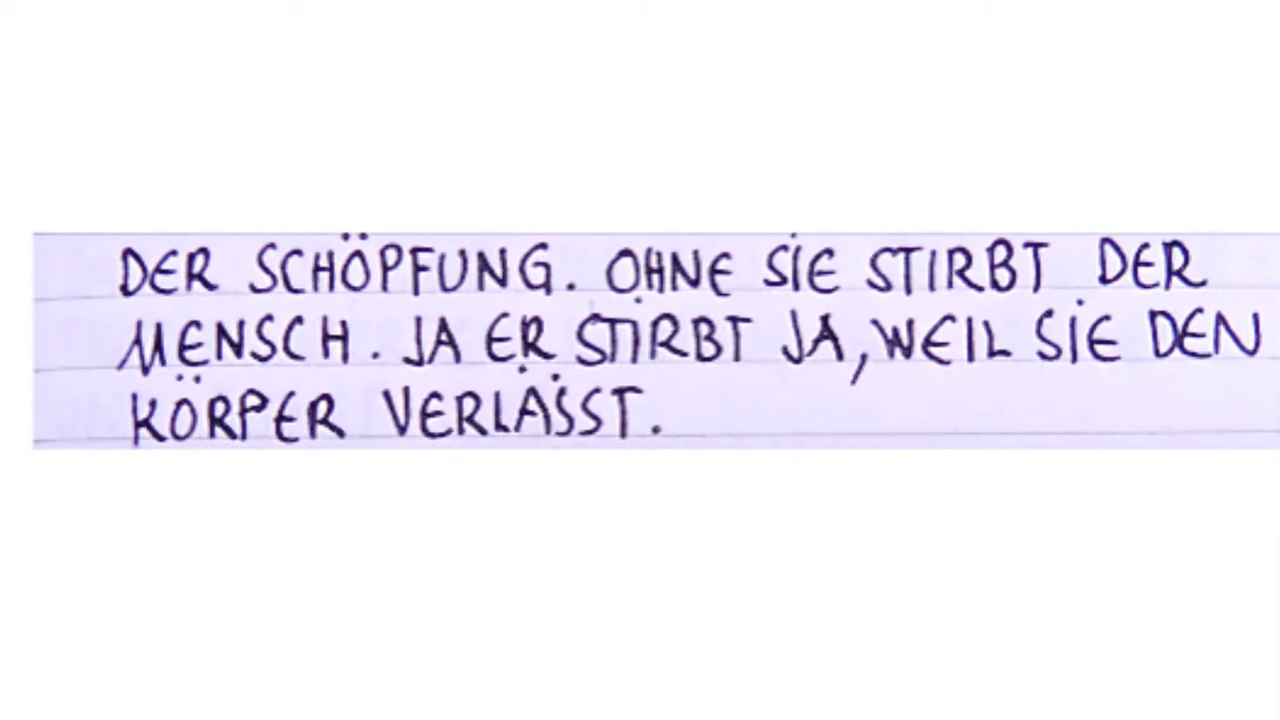 DER SCHÖPFUNG. OHNE SIE STIRBT DER
MENSCH. JA ER STIRBT JA, WEIL SIE DEN
KÖRPER VERLÄSST.